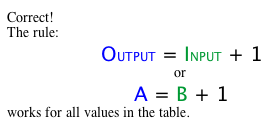 Correct!
The rule:
OUTPUT = INPUT + 1
or
A = B + 1
works for all values in the table.